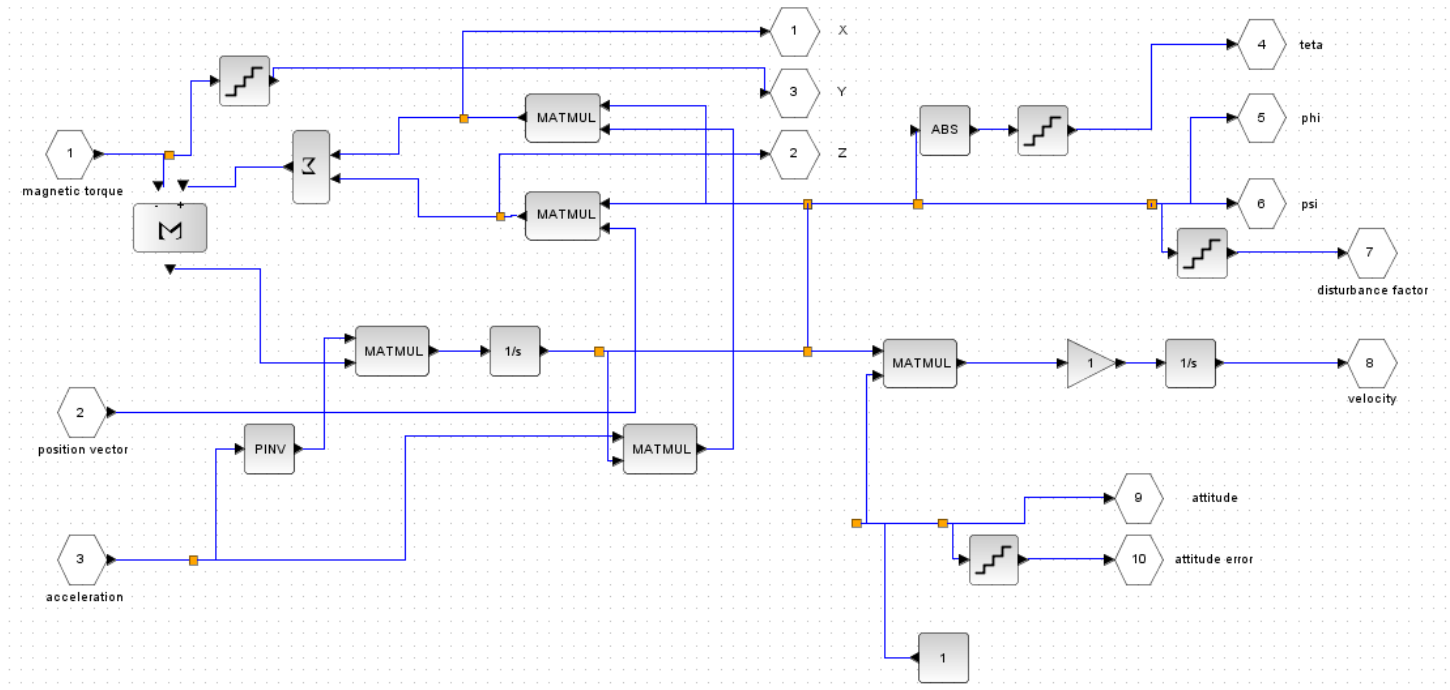 1
X
4
teta
3
Y
MATMUL
ABS
5
phi
1
magnetic torque
Σ
2
Z
- +
MATMUL
6
psi
7
disturbance factor
MATMUL
1/s
MATMUL
1
1/s
8
velocity
2
position vector
PINV
MATMUL
9
attitude
3
acceleration
10
attitude error
1